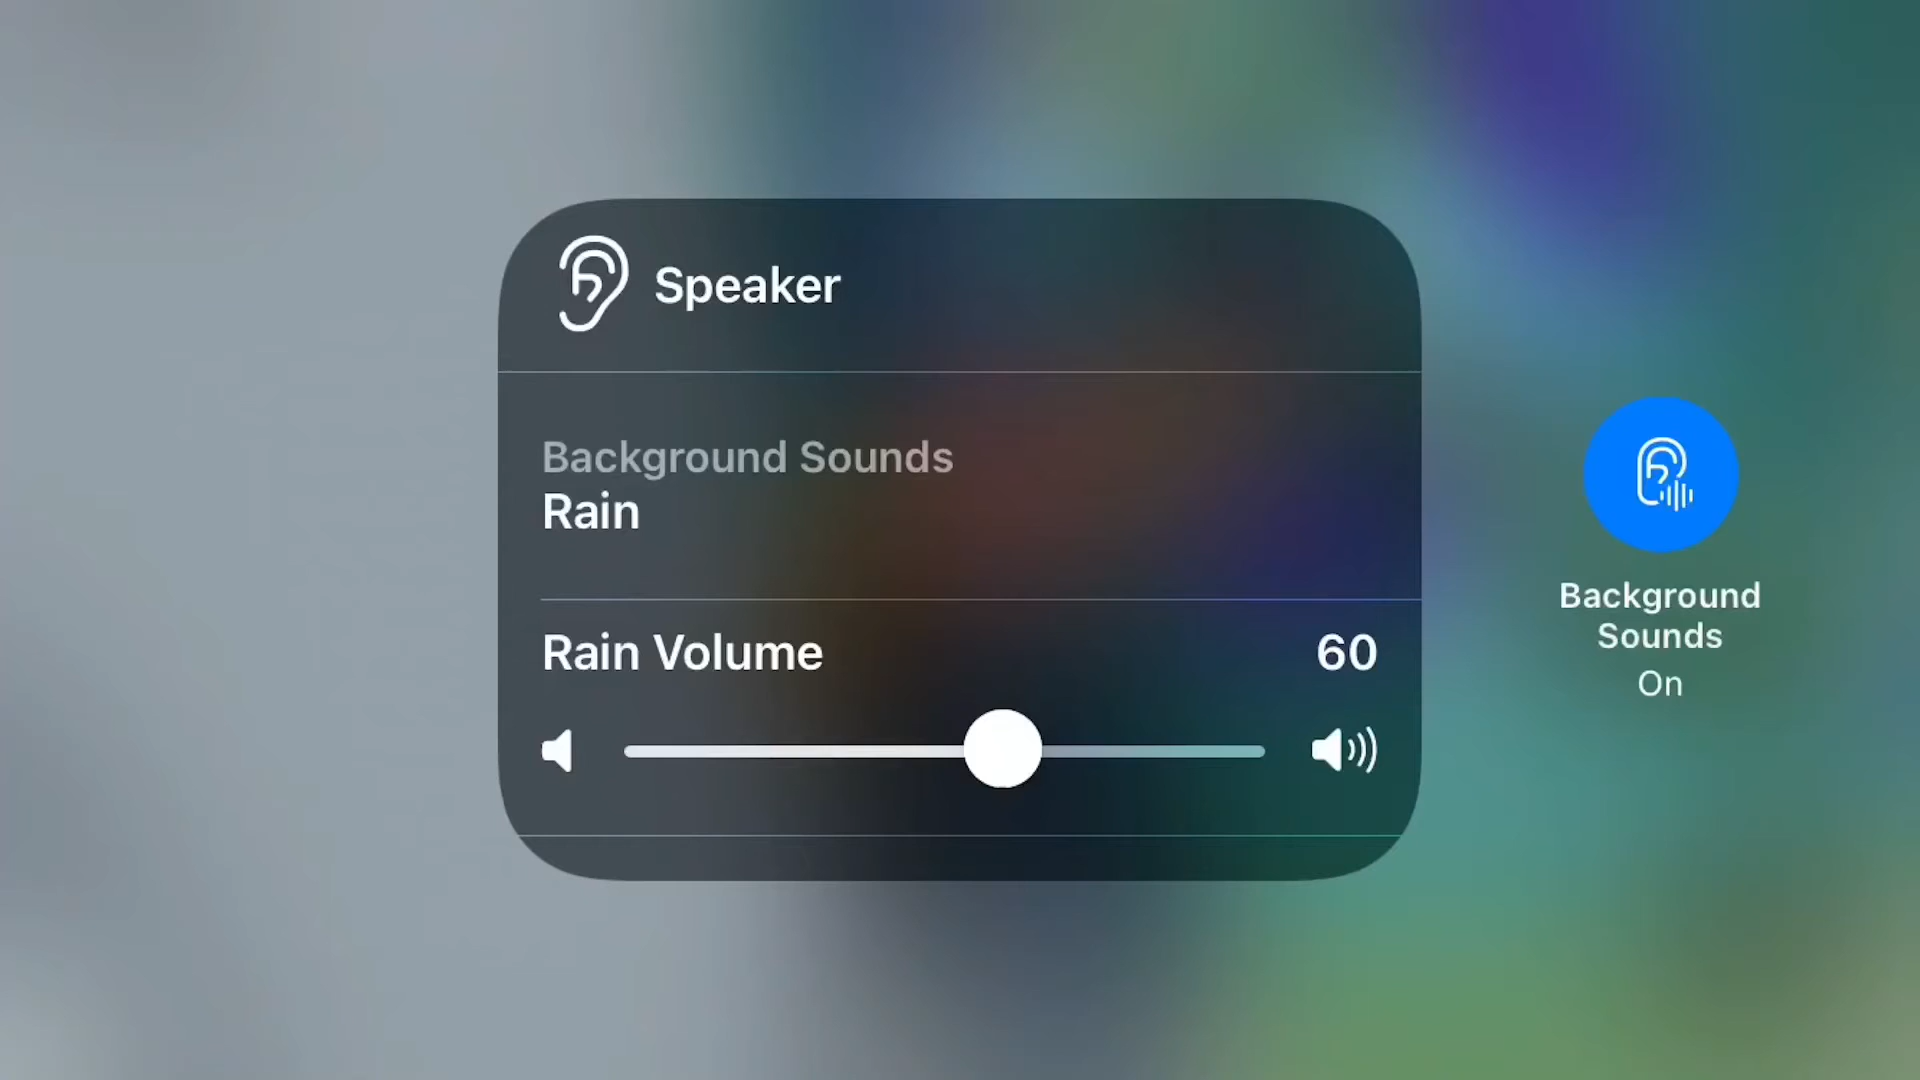 Speaker
Background Sounds
Rain
Rain Volume 60
Background
Sounds
On